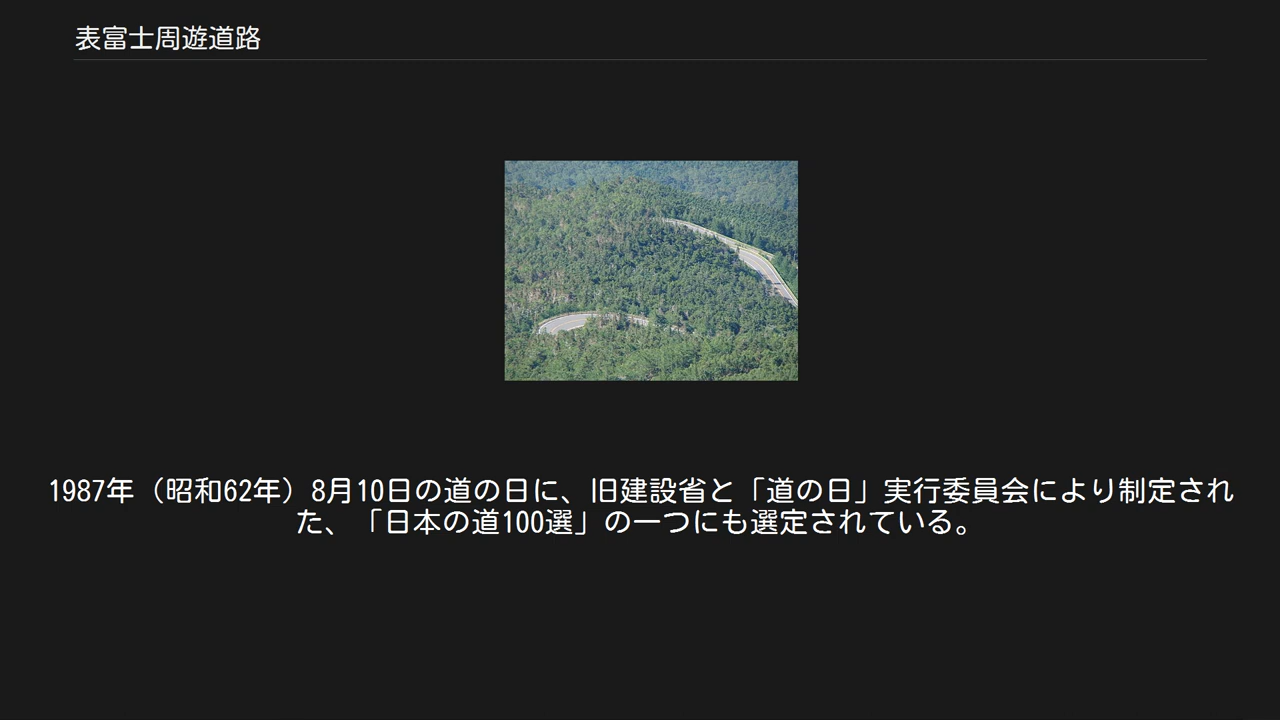 表富士周遊道路
1987年（昭和62年）8月10日の道の日に、旧建設省と「道の日」実行委員会により制定され
た、「日本の道100選」の一つにも選定されている。